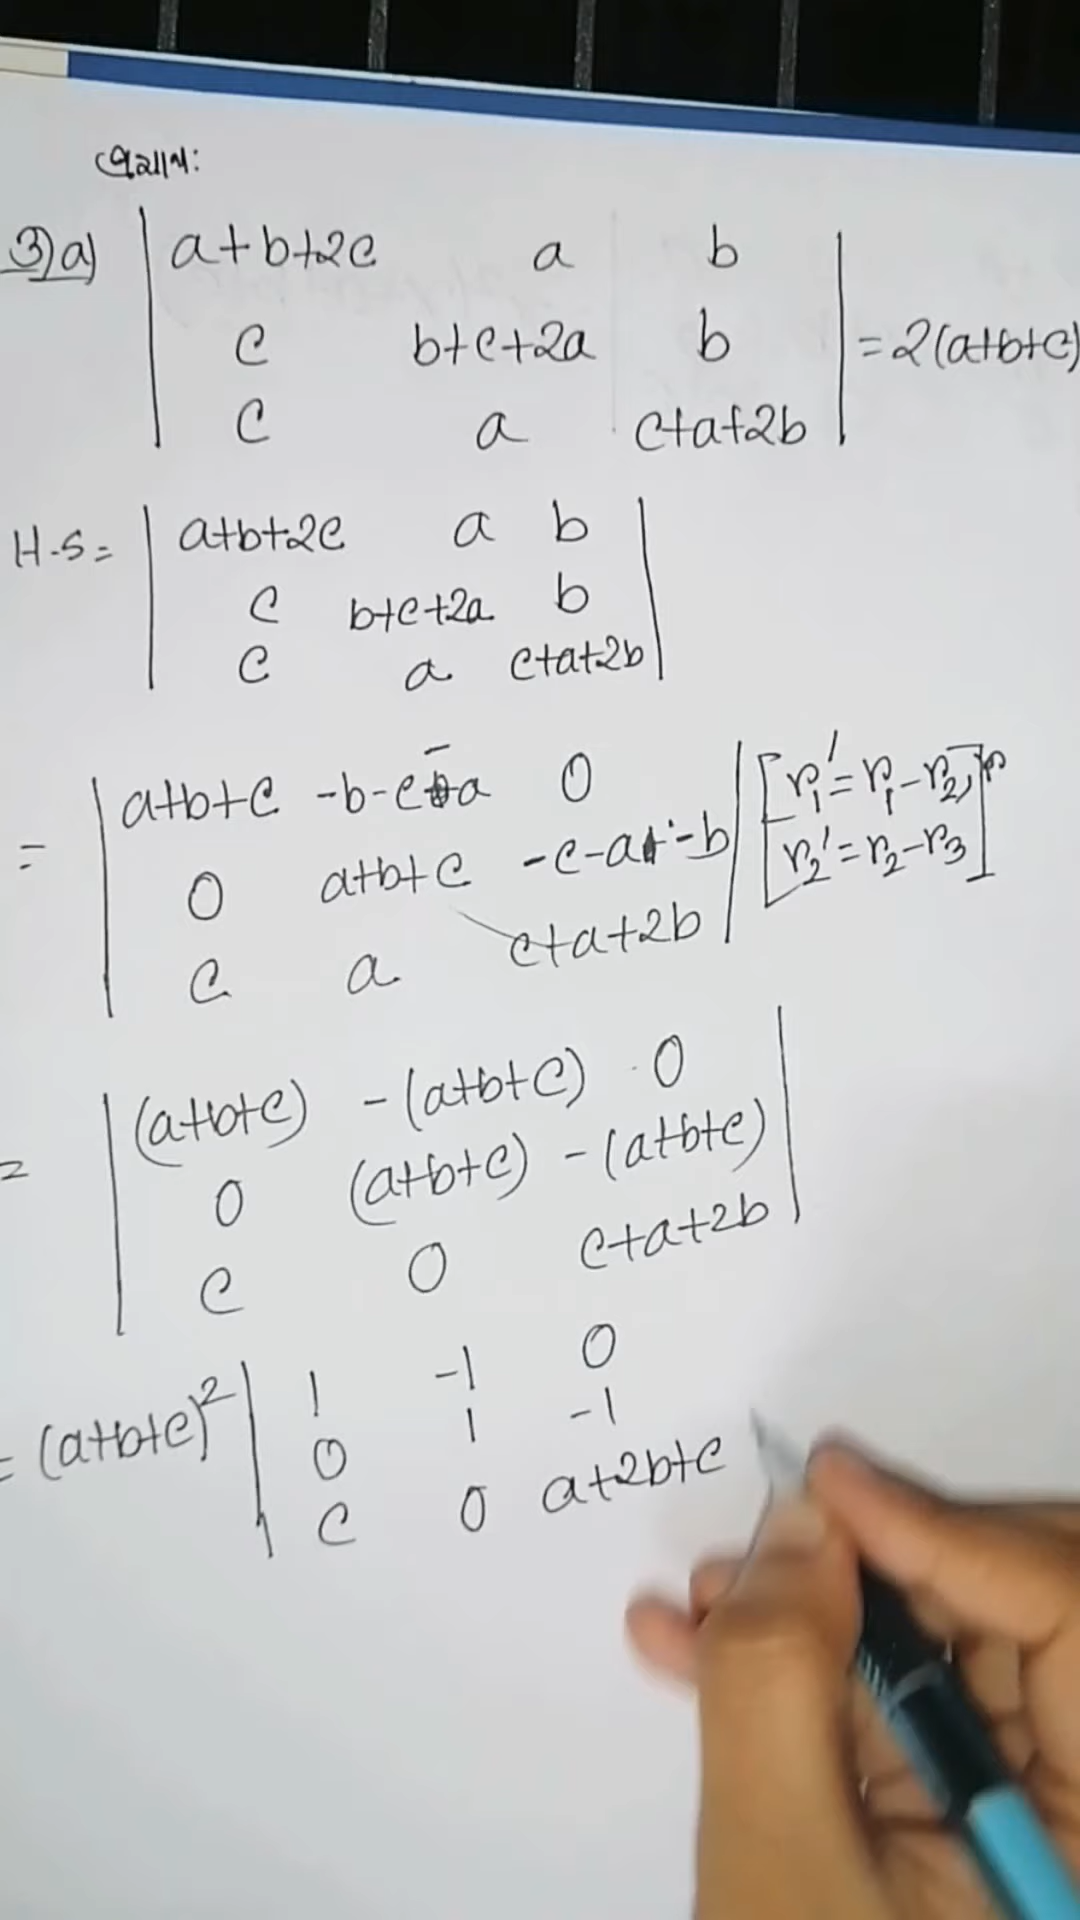 প্রমাণ:
3)a) | a+b+2c a b |
| c b+c+2a b | = 2(a+b+c)
| c a c+a+2b |
H.S = | a+b+2c a b |
| c b+c+2a b |
| c a c+a+2b |
= | a+b+c -b-c-a 0 | [r₁' = r₁-r₂,
| 0 a+b+c -c-a-b | r₂' = r₂-r₃]
| c a c+a+2b |
= | (a+b+c) -(a+b+c) 0 |
| 0 (a+b+c) -(a+b+c) |
| c 0 c+a+2b |
= (a+b+c)² | 1 -1 0
| 0 1 -1
| c 0 a+2b+c